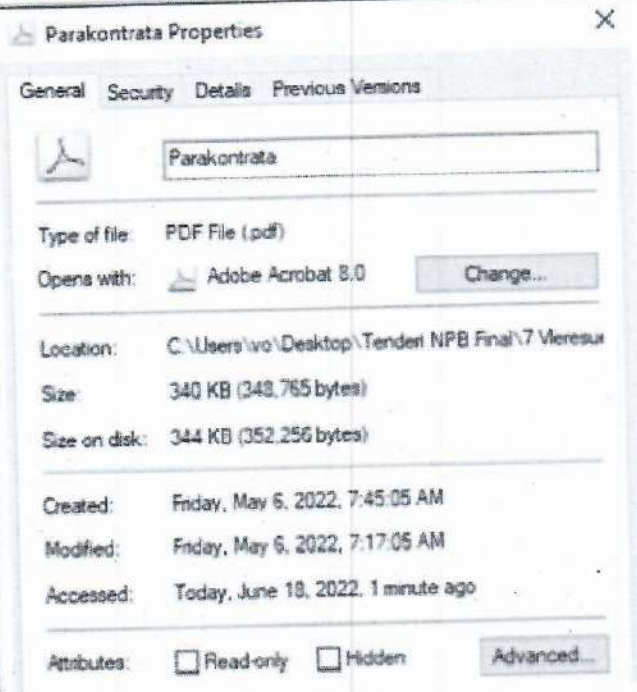 Parakontrata Properties
General Security Details Previous Versions
Parakontrata
Type of file: PDF File (.pdf)
Opens with: Adobe Acrobat 8.0 Change...
Location: C:\Users\vo\Desktop\Tenderi NPB Final\7 Vleresur
Size: 340 KB (348,765 bytes)
Size on disk: 344 KB (352,256 bytes)
Created: Friday, May 6, 2022, 7:45:05 AM
Modified: Friday, May 6, 2022, 7:17:05 AM
Accessed: Today, June 18, 2022, 1 minute ago
Attributes: Read-only Hidden Advanced...